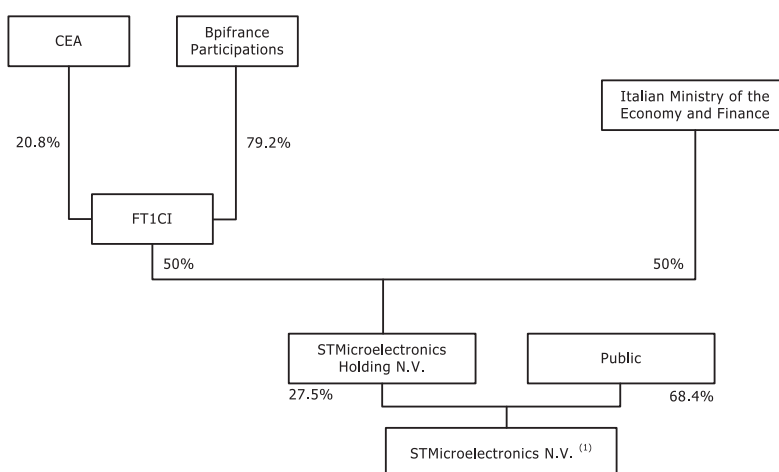 CEA
Bpifrance
Participations
Italian Ministry of the
Economy and Finance
20.8%
79.2%
FT1CI
50%
50%
STMicroelectronics
Holding N.V.
Public
27.5%
68.4%
STMicroelectronics N.V. (1)